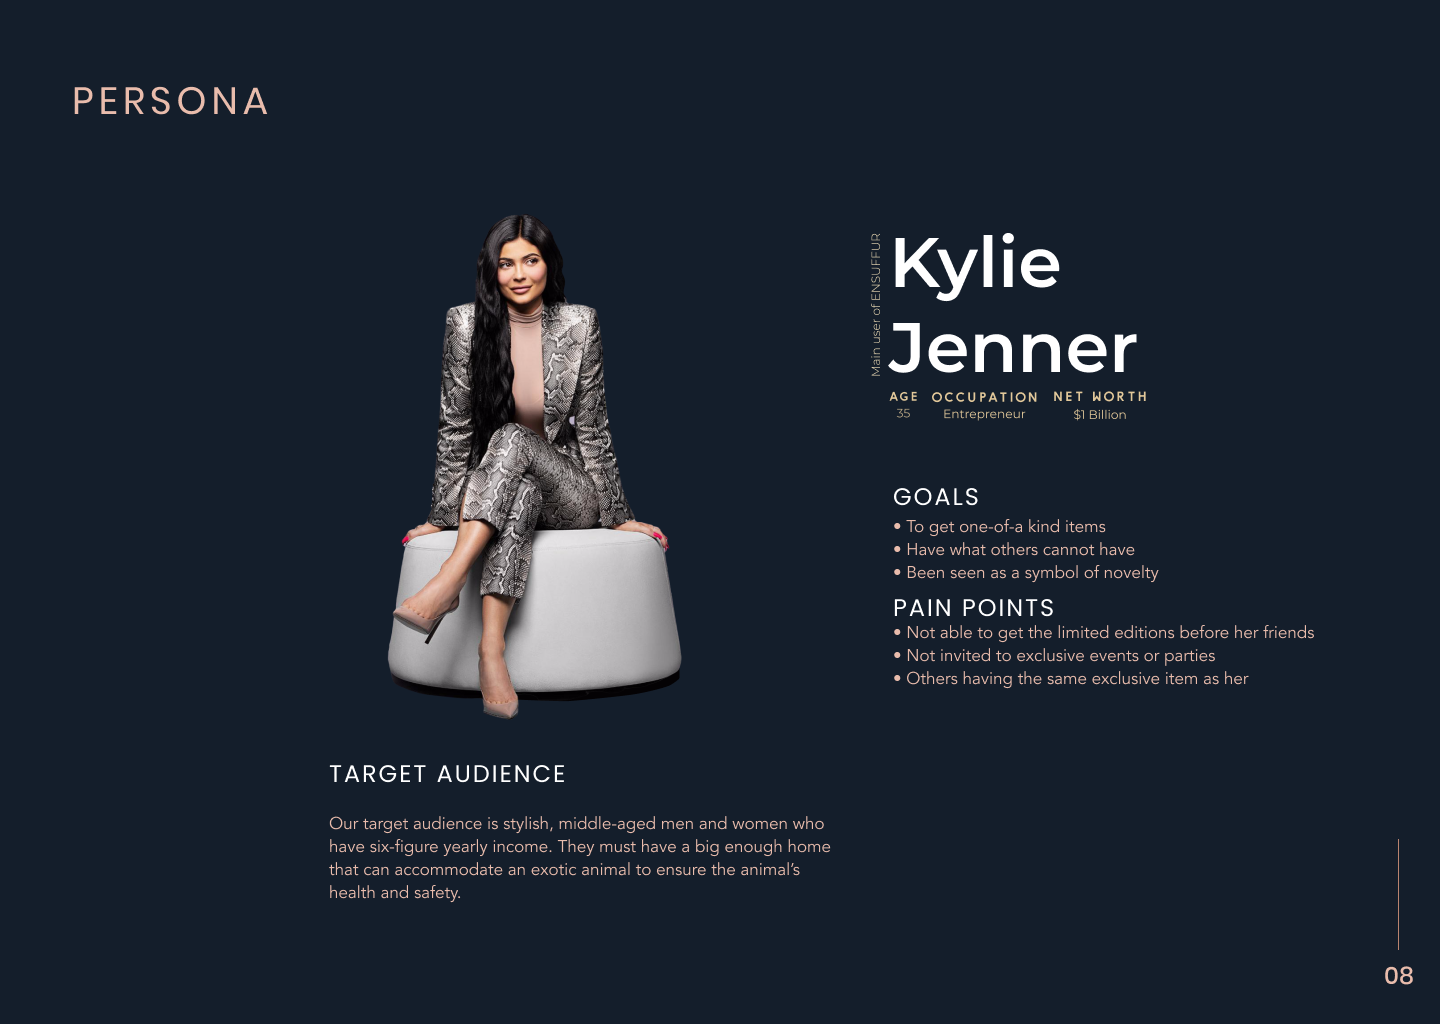 PERSONA
Main user of ENSUFFUR
Kylie
Jenner
AGE OCCUPATION NET WORTH
35 Entrepreneur $1 Billion
GOALS
• To get one-of-a kind items
• Have what others cannot have
• Been seen as a symbol of novelty
PAIN POINTS
• Not able to get the limited editions before her friends
• Not invited to exclusive events or parties
• Others having the same exclusive item as her
TARGET AUDIENCE
Our target audience is stylish, middle-aged men and women who
have six-figure yearly income. They must have a big enough home
that can accommodate an exotic animal to ensure the animal’s
health and safety.
08